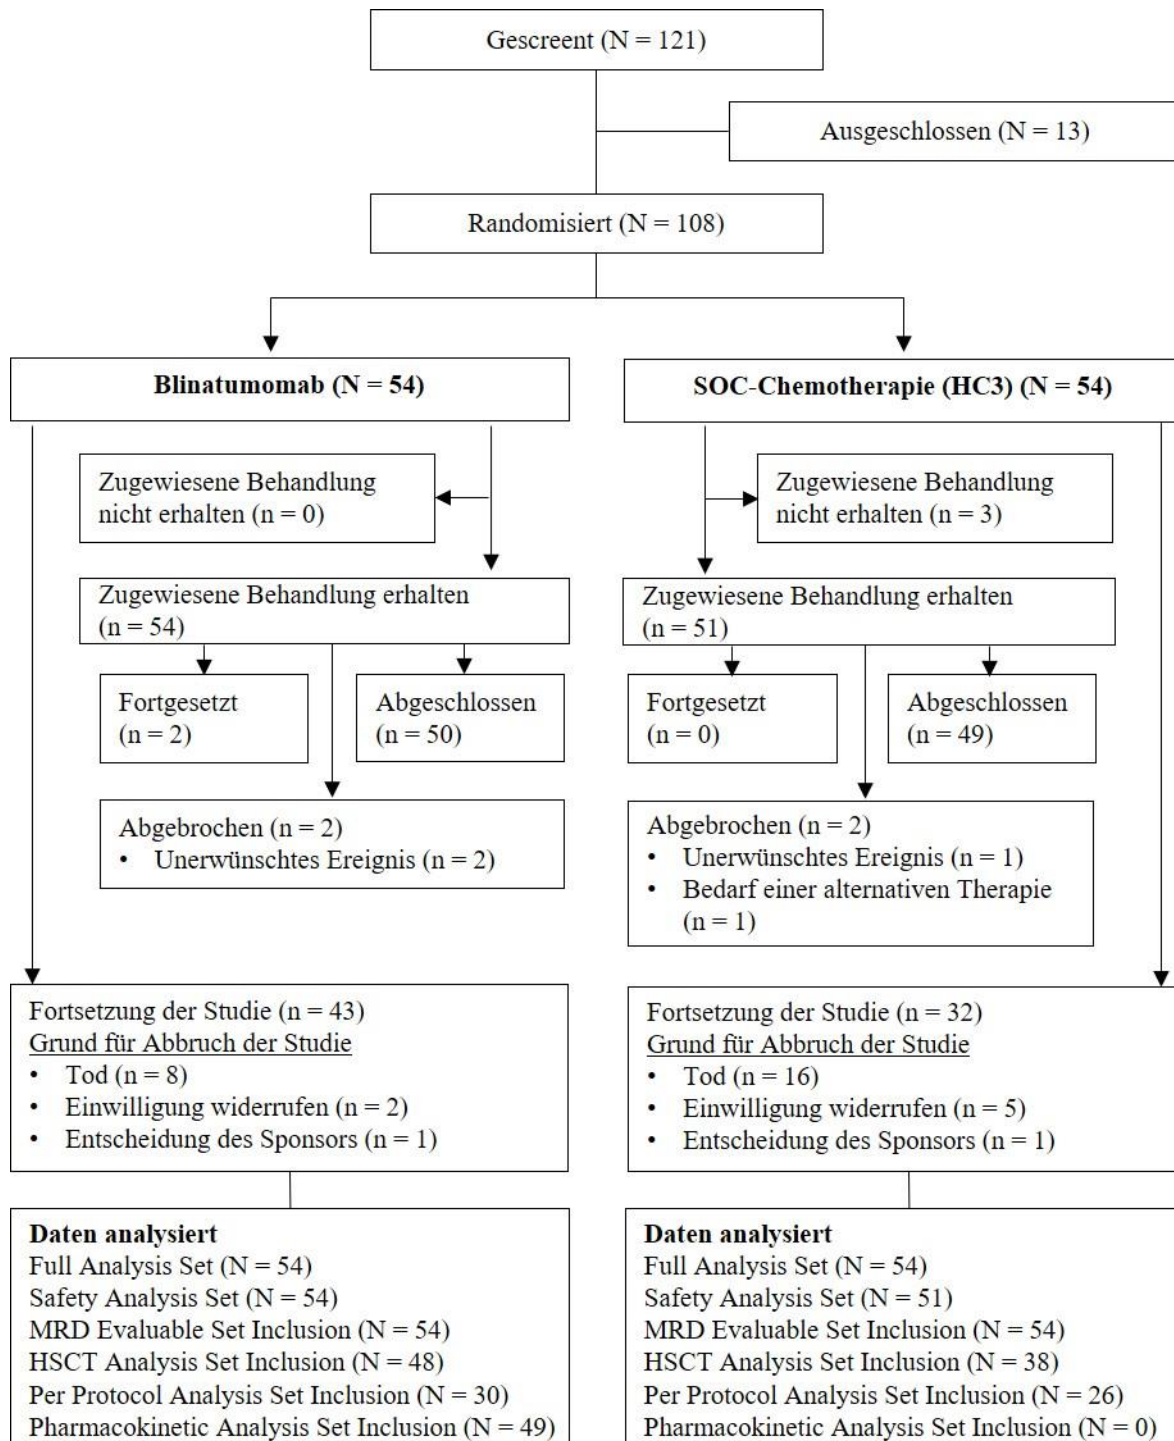 Gescreent (N = 121)
Ausgeschlossen (N = 13)
Randomisiert (N = 108)
Blinatumomab (N = 54)
Zugewiesene Behandlung
nicht erhalten (n = 0)
Zugewiesene Behandlung erhalten
(n = 54)
Fortgesetzt
(n = 2)
Abgeschlossen
(n = 50)
Abgebrochen (n = 2)
• Unerwünschtes Ereignis (n = 2)
Fortsetzung der Studie (n = 43)
Grund für Abbruch der Studie
• Tod (n = 8)
• Einwilligung widerrufen (n = 2)
• Entscheidung des Sponsors (n = 1)
Daten analysiert
Full Analysis Set (N = 54)
Safety Analysis Set (N = 54)
MRD Evaluable Set Inclusion (N = 54)
HSCT Analysis Set Inclusion (N = 48)
Per Protocol Analysis Set Inclusion (N = 30)
Pharmacokinetic Analysis Set Inclusion (N = 49)
SOC-Chemotherapie (HC3) (N = 54)
Zugewiesene Behandlung
nicht erhalten (n = 3)
Zugewiesene Behandlung erhalten
(n = 51)
Fortgesetzt
(n = 0)
Abgeschlossen
(n = 49)
Abgebrochen (n = 2)
• Unerwünschtes Ereignis (n = 1)
• Bedarf einer alternativen Therapie
(n = 1)
Fortsetzung der Studie (n = 32)
Grund für Abbruch der Studie
• Tod (n = 16)
• Einwilligung widerrufen (n = 5)
• Entscheidung des Sponsors (n = 1)
Daten analysiert
Full Analysis Set (N = 54)
Safety Analysis Set (N = 51)
MRD Evaluable Set Inclusion (N = 54)
HSCT Analysis Set Inclusion (N = 38)
Per Protocol Analysis Set Inclusion (N = 26)
Pharmacokinetic Analysis Set Inclusion (N = 0)